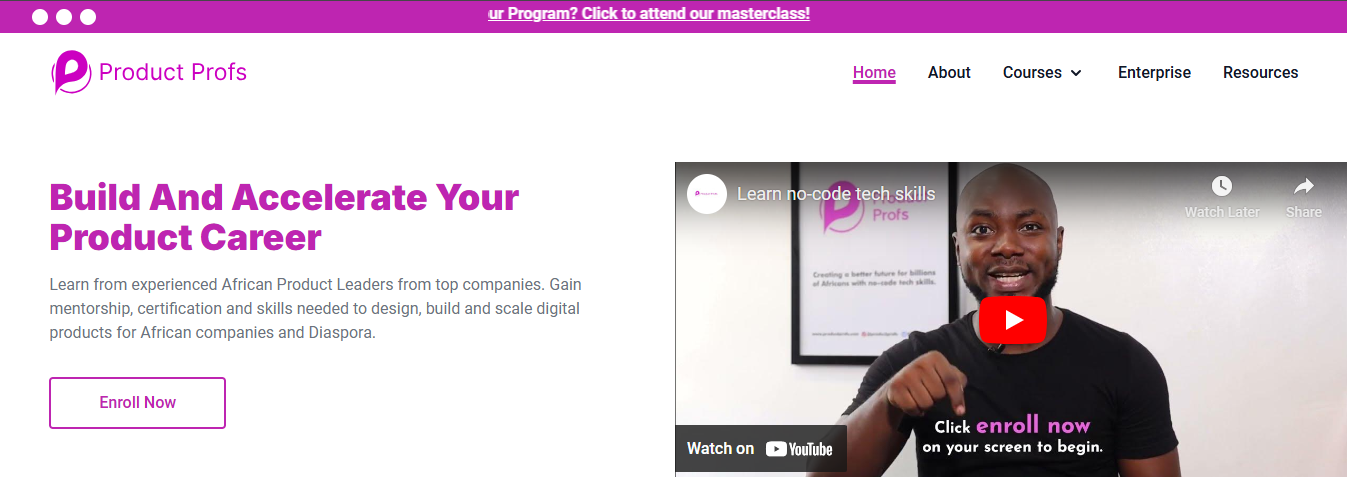 ur Program? Click to attend our masterclass!
Product Profs
Home About Courses Enterprise Resources
Build And Accelerate Your
Product Career
Learn from experienced African Product Leaders from top companies. Gain
mentorship, certification and skills needed to design, build and scale digital
products for African companies and Diaspora.
Enroll Now
Learn no-code tech skills
Watch Later
Share
Profs
Creating a better future for billions
of Africans with no-code tech skills.
Click enroll now
on your screen to begin.
Watch on YouTube